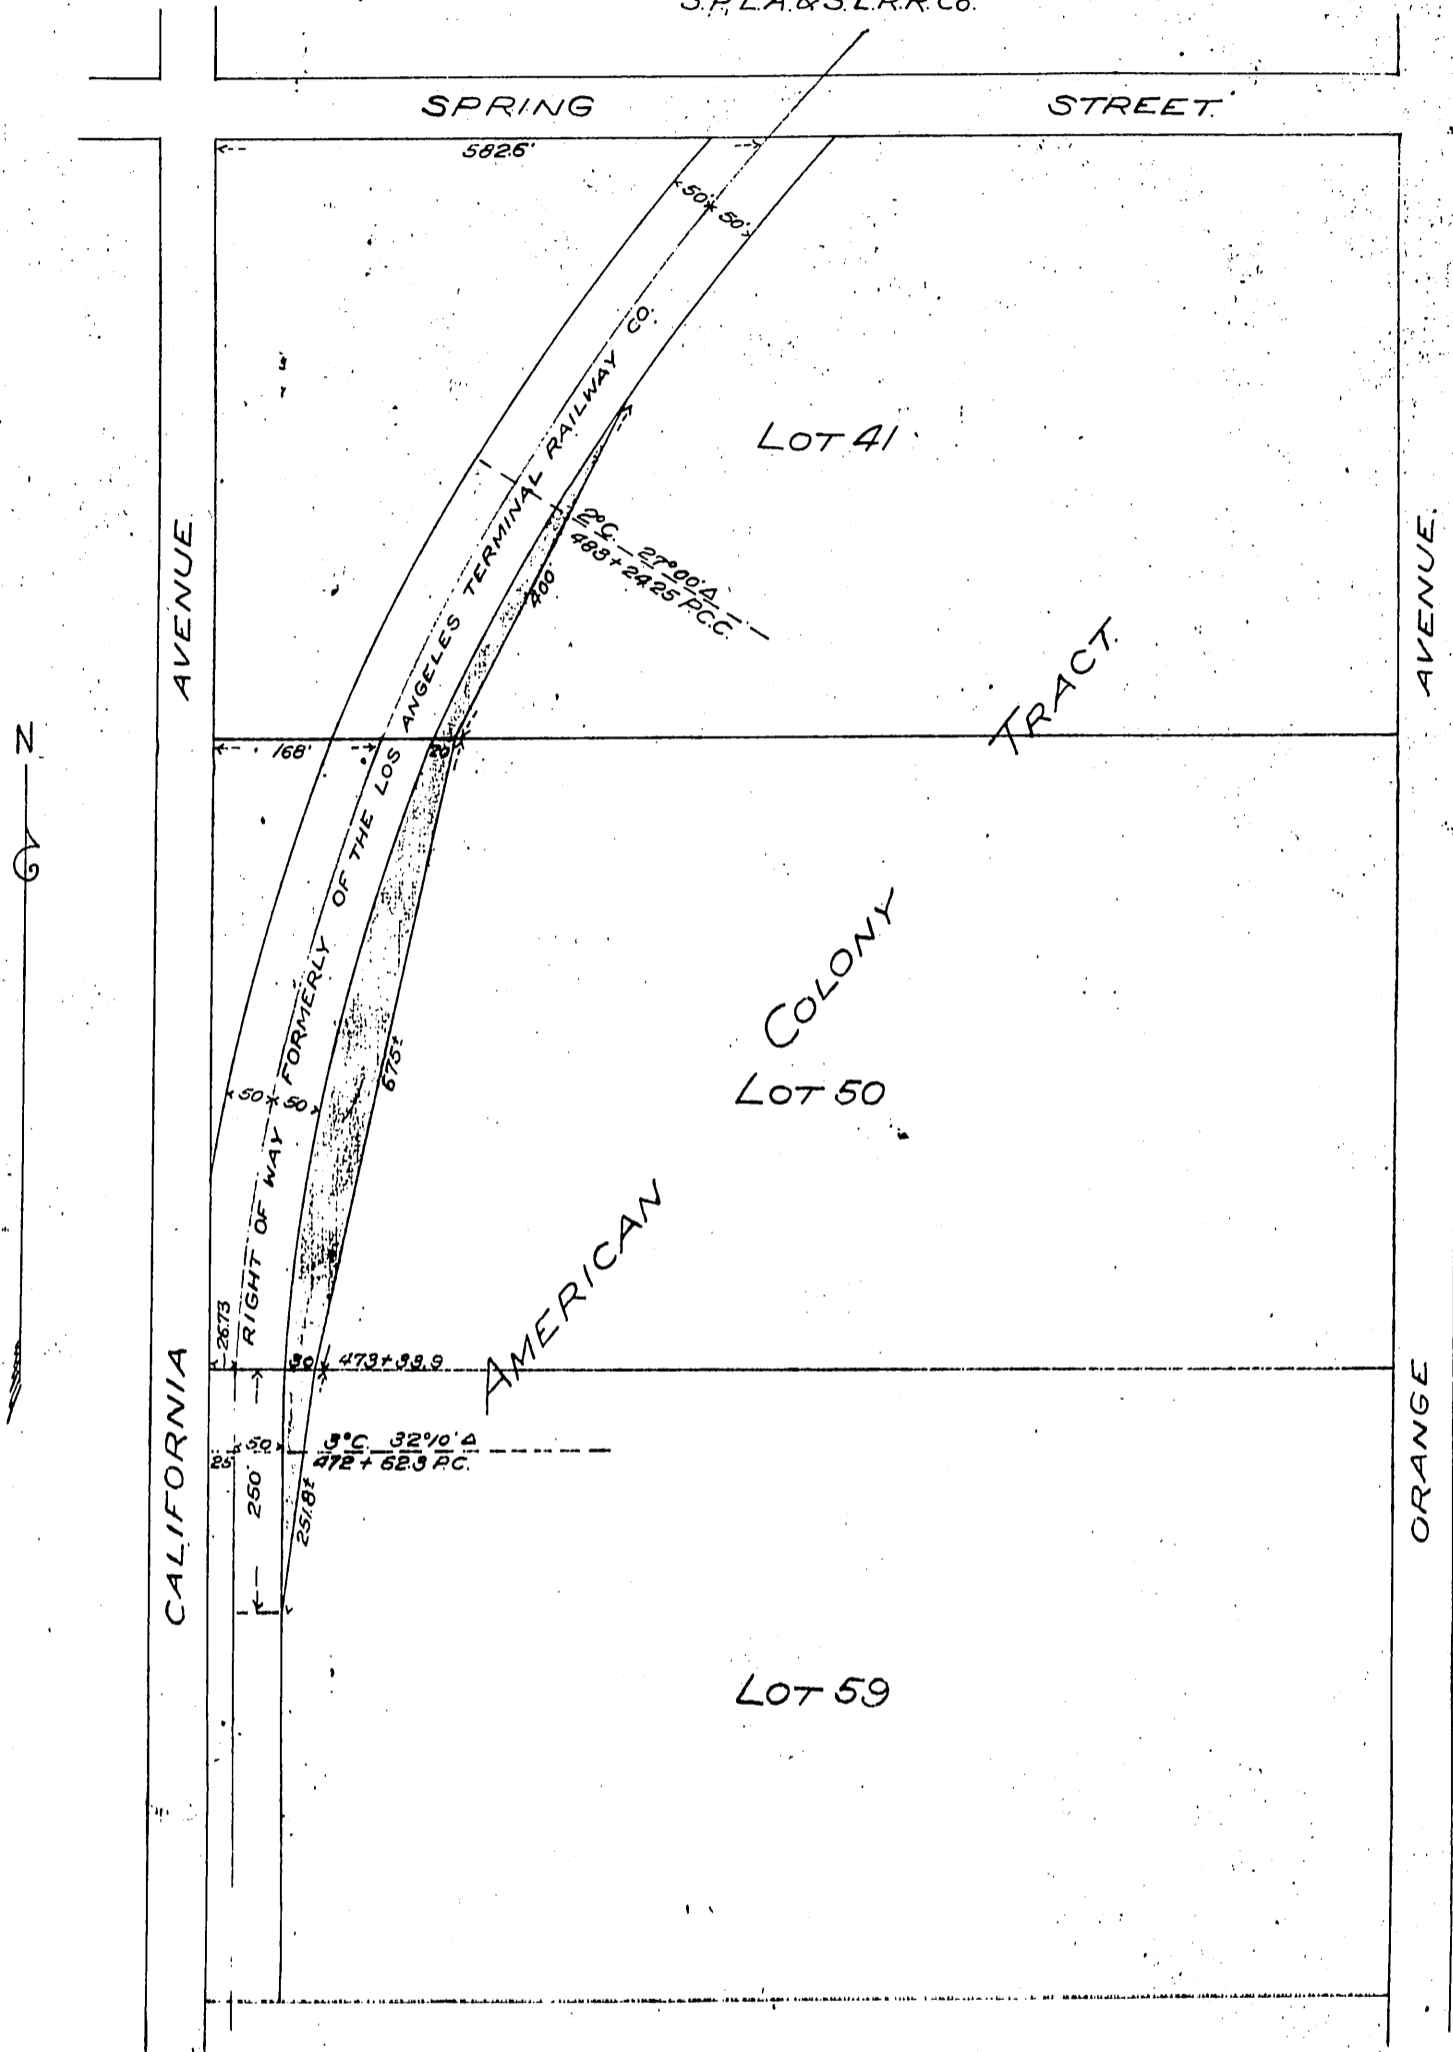 S.P., L.A. & S.L.R.R. Co.
SPRING STREET.
582.6'
50' 50'
RIGHT OF WAY FORMERLY OF THE LOS ANGELES TERMINAL RAILWAY CO.
LOT 41
2°C. 27°00' Δ
483+24.25 P.C.C.
400'
AVENUE.
AVENUE.
TRACT.
N
168'
20
COLONY
675'±
LOT 50
50 50
AMERICAN
26.73
30 473+33.9
CALIFORNIA
ORANGE
50
3°C. 32°10' Δ
25
472+62.3 P.C.
250'
251.8'±
LOT 59